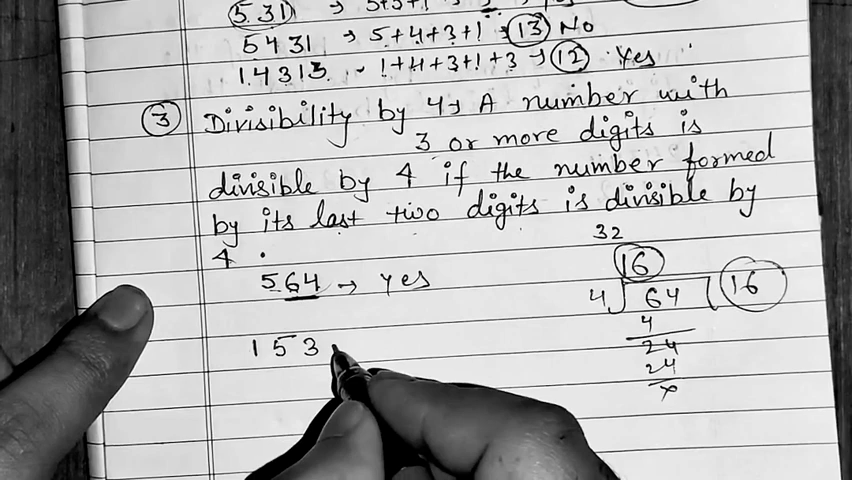 5 31)
5431 → 5+4+3+1 → 13 No
14313 - 1+4+3+1+3 → 12 Yes
3 Divisibility by 4→ A number with
3 or more digits is
divisible by 4 if the number formed
by its last two digits is divisible by
4.
32
564 → Yes
16
4 64 ( 16
4
24
24
x
153